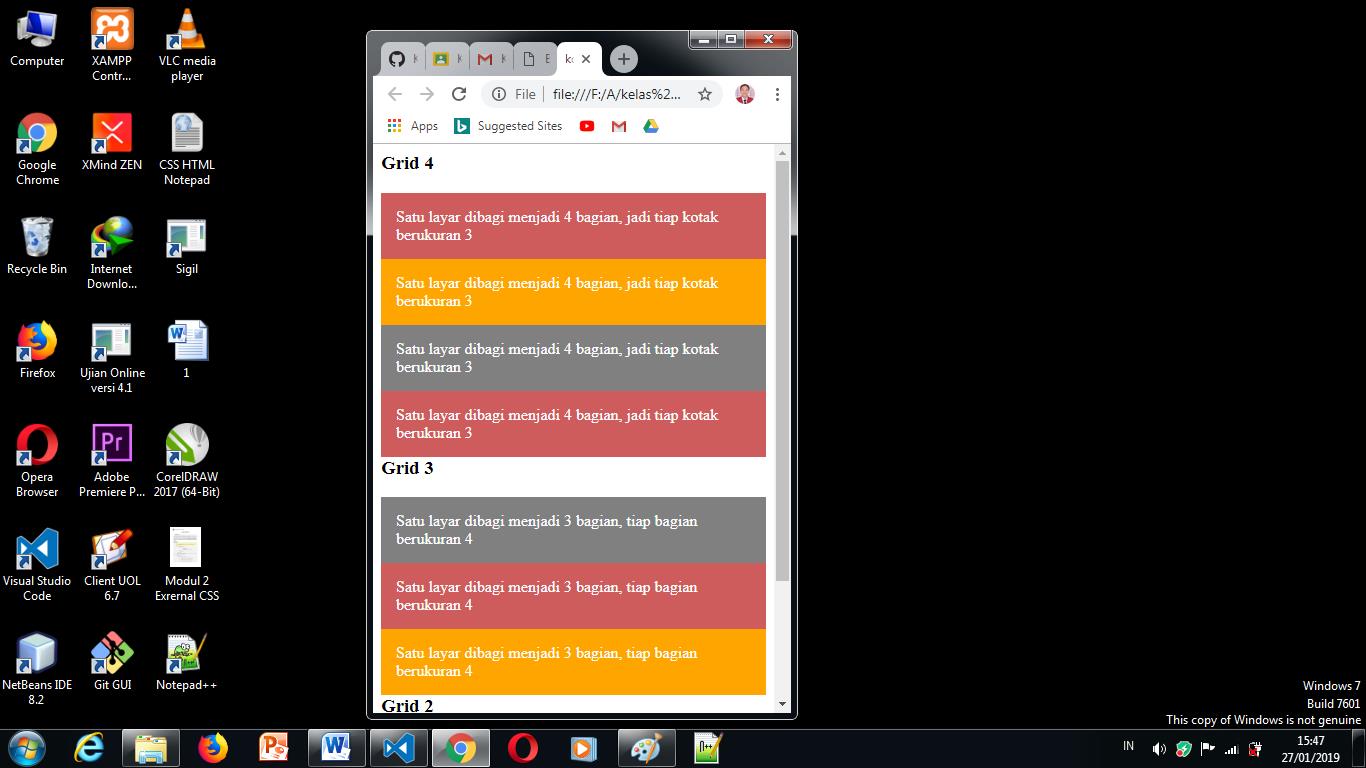 Computer
XAMPP
Contr...
VLC media
player
Google
Chrome
XMind ZEN
CSS HTML
Notepad
Recycle Bin
Internet
Downlo...
Sigil
Firefox
Ujian Online
versi 4.1
1
Opera
Browser
Adobe
Premiere P...
CorelDRAW
2017 (64-Bit)
Visual Studio
Code
Client UOL
6.7
Modul 2
Exrernal CSS
NetBeans IDE
8.2
Git GUI
Notepad++
File
file:///F:/A/kelas%2...
Apps
Suggested Sites
Grid 4
Satu layar dibagi menjadi 4 bagian, jadi tiap kotak
berukuran 3
Satu layar dibagi menjadi 4 bagian, jadi tiap kotak
berukuran 3
Satu layar dibagi menjadi 4 bagian, jadi tiap kotak
berukuran 3
Satu layar dibagi menjadi 4 bagian, jadi tiap kotak
berukuran 3
Grid 3
Satu layar dibagi menjadi 3 bagian, tiap bagian
berukuran 4
Satu layar dibagi menjadi 3 bagian, tiap bagian
berukuran 4
Satu layar dibagi menjadi 3 bagian, tiap bagian
berukuran 4
Grid 2
Windows 7
Build 7601
This copy of Windows is not genuine
IN
15:47
27/01/2019